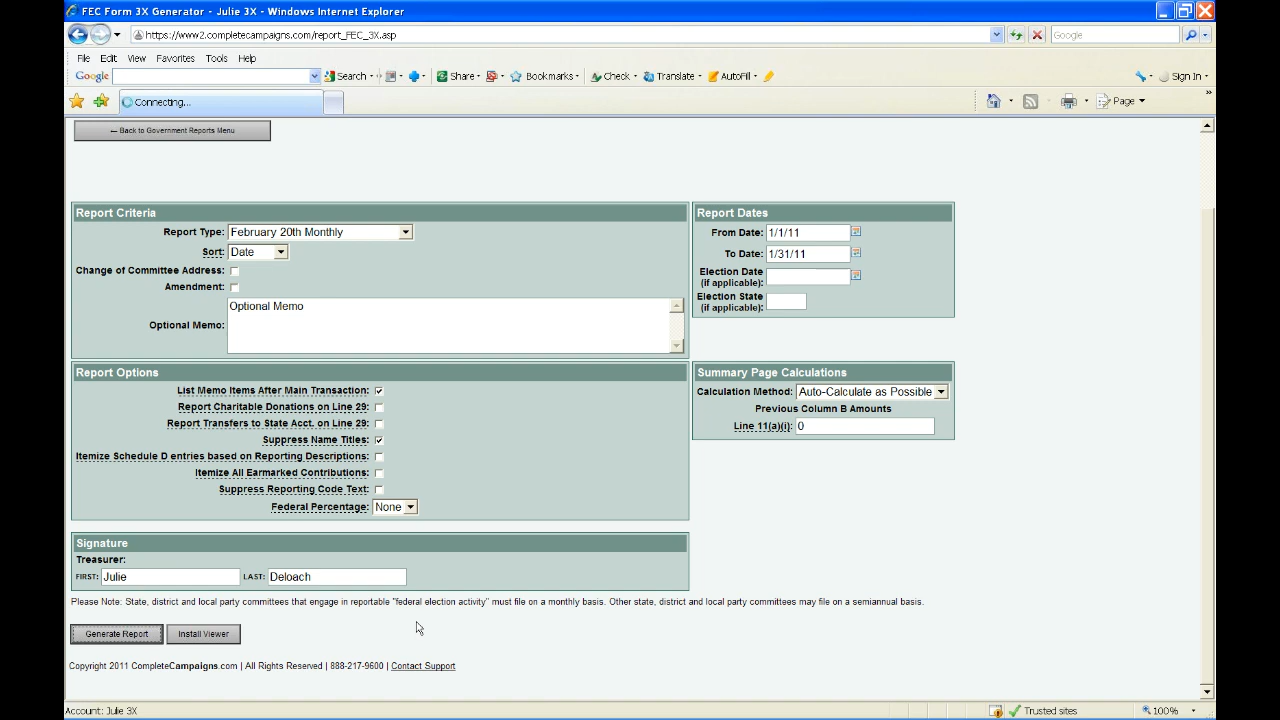 FEC Form 3X Generator - Julie 3X - Windows Internet Explorer
https://www2.completecampaigns.com/report_FEC_3X.asp
Google
File Edit View Favorites Tools Help
Google Search Share Bookmarks Check Translate AutoFill Sign In
Connecting...
Page
← Back to Government Reports Menu
Report Criteria
Report Type: February 20th Monthly
Sort: Date
Change of Committee Address:
Amendment:
Optional Memo: Optional Memo
Report Dates
From Date: 1/1/11
To Date: 1/31/11
Election Date
(if applicable):
Election State
(if applicable):
Report Options
List Memo Items After Main Transaction:
Report Charitable Donations on Line 29:
Report Transfers to State Acct. on Line 29:
Suppress Name Titles:
Itemize Schedule D entries based on Reporting Descriptions:
Itemize All Earmarked Contributions:
Suppress Reporting Code Text:
Federal Percentage: None
Summary Page Calculations
Calculation Method: Auto-Calculate as Possible
Previous Column B Amounts
Line 11(a)(i): 0
Signature
Treasurer:
FIRST: Julie LAST: Deloach
Please Note: State, district and local party committees that engage in reportable "federal election activity" must file on a monthly basis. Other state, district and local party committees may file on a semiannual basis.
Generate Report Install Viewer
Copyright 2011 CompleteCampaigns.com | All Rights Reserved | 888-217-9600 | Contact Support
Account: Julie 3X Trusted sites 100%